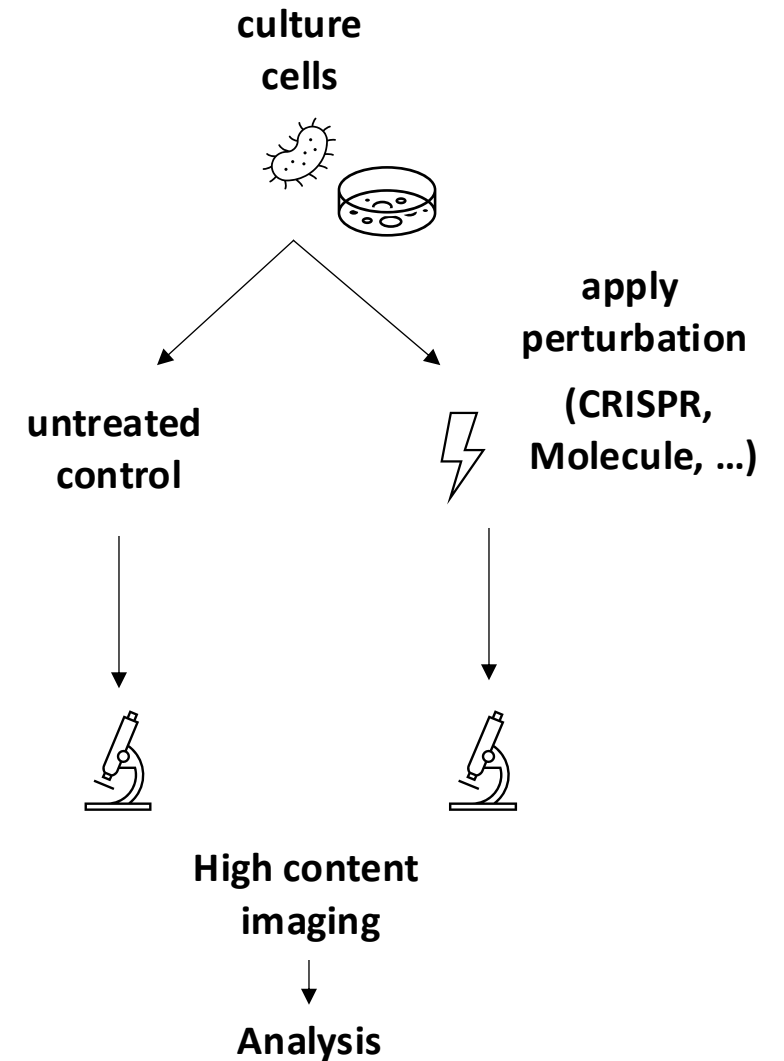 culture
cells
apply
perturbation
(CRISPR,
Molecule, ...)
untreated
control
High content
imaging
Analysis